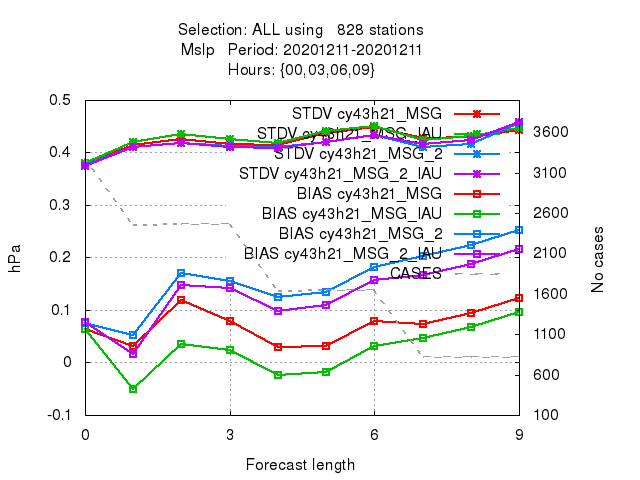 Selection: ALL using   828 stations
Mslp   Period: 20201211-20201211
Hours: {00,03,06,09}
STDV cy43h21_MSG
STDV cy43h21_MSG_IAU
STDV cy43h21_MSG_2
STDV cy43h21_MSG_2_IAU
BIAS cy43h21_MSG
BIAS cy43h21_MSG_IAU
BIAS cy43h21_MSG_2
BIAS cy43h21_MSG_2_IAU
CASES
0.5
0.4
0.3
0.2
0.1
0
-0.1
hPa
3600
3100
2600
2100
1600
1100
600
100
No cases
0 3 6 9
Forecast length